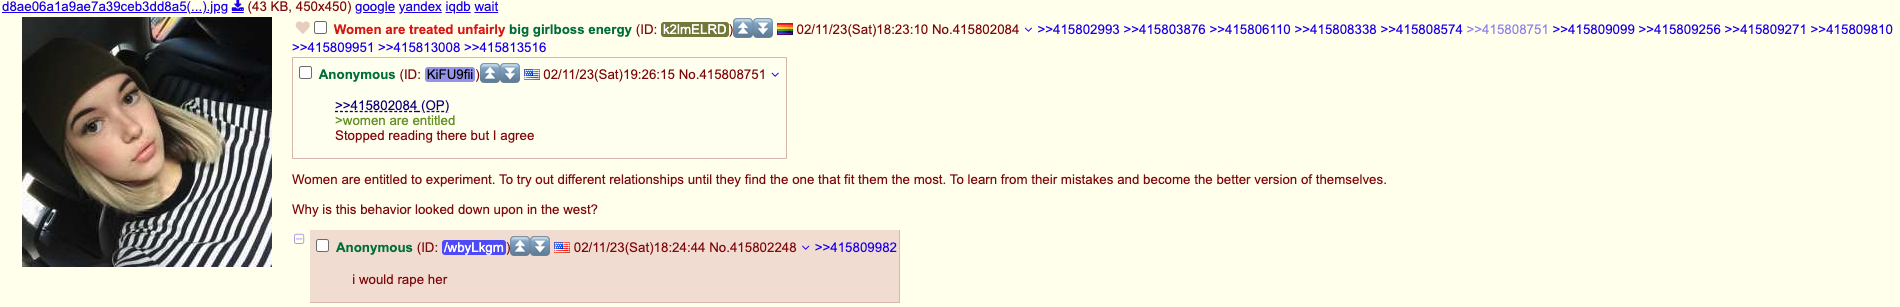 d8ae06a1a9ae7a39ceb3dd8a5(...).jpg (43 KB, 450x450) google yandex iqdb wait
Women are treated unfairly big girlboss energy (ID: k2ImELRD) 02/11/23(Sat)18:23:10 No.415802084 >>415802993 >>415803876 >>415806110 >>415808338 >>415808574 >>415808751 >>415809099 >>415809256 >>415809271 >>415809810
>>415809951 >>415813008 >>415813516
Anonymous (ID: KiFU9fii) 02/11/23(Sat)19:26:15 No.415808751
>>415802084 (OP)
>women are entitled
Stopped reading there but I agree
Women are entitled to experiment. To try out different relationships until they find the one that fit them the most. To learn from their mistakes and become the better version of themselves.
Why is this behavior looked down upon in the west?
Anonymous (ID: /wbyLkgm) 02/11/23(Sat)18:24:44 No.415802248 >>415809982
i would rape her